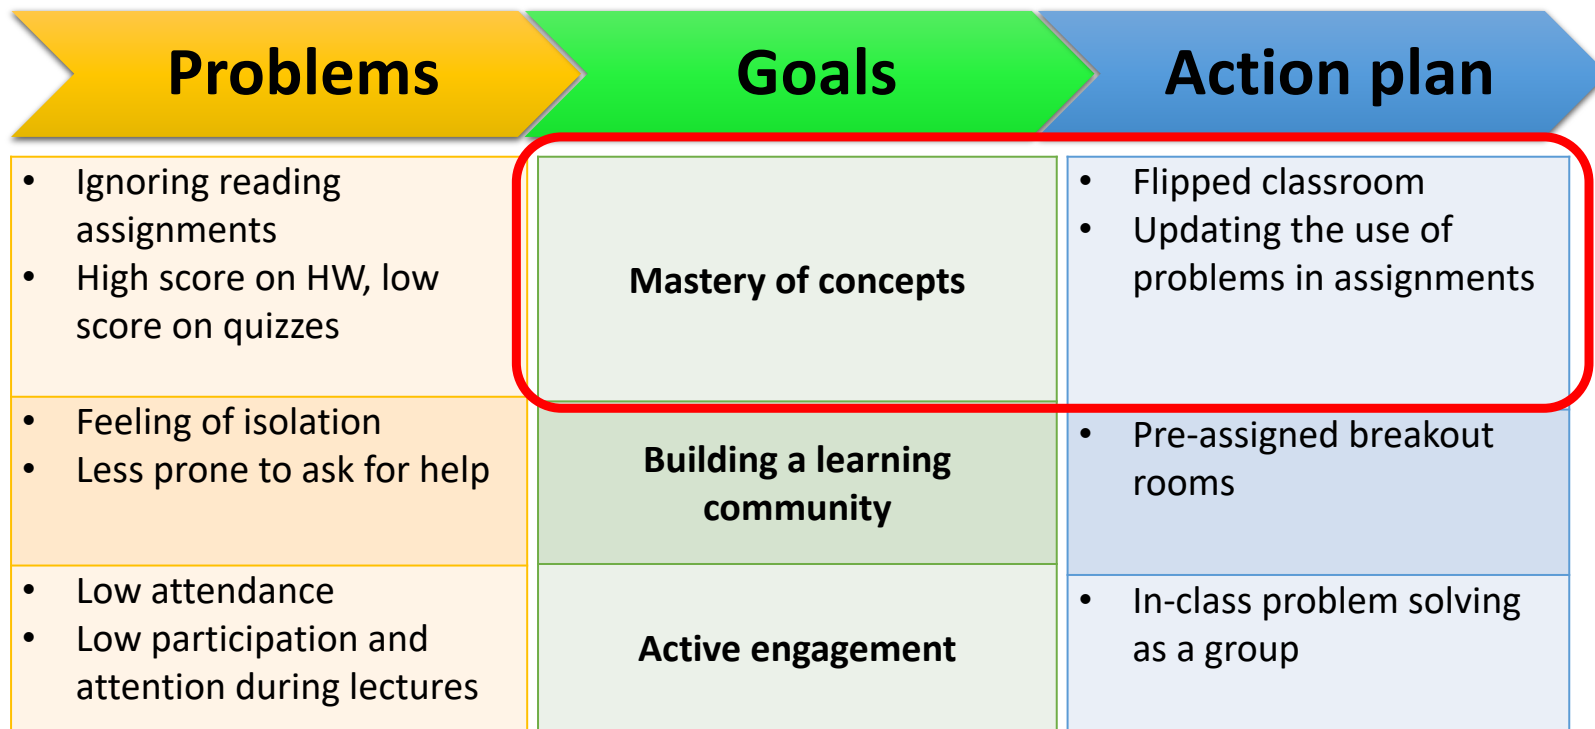 Problems
Goals
Action plan
• Ignoring reading
assignments
• High score on HW, low
score on quizzes
Mastery of concepts
• Flipped classroom
• Updating the use of
problems in assignments
• Feeling of isolation
• Less prone to ask for help
Building a learning
community
• Pre-assigned breakout
rooms
• Low attendance
• Low participation and
attention during lectures
Active engagement
• In-class problem solving
as a group